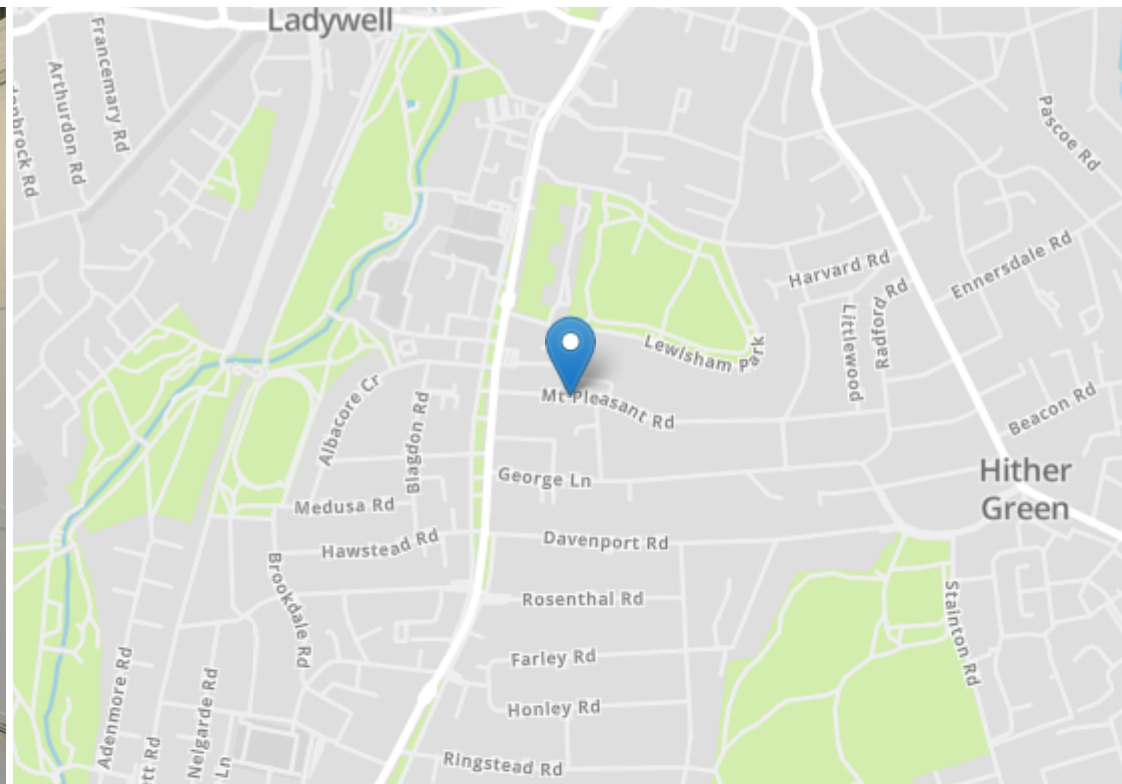 Ladywell
Francemary Rd
Arthurdon Rd
Pascoe Rd
Harvard Rd
Ennersdale Rd
Littlewood
Radford Rd
Lewisham Park
Mt Pleasant Rd
Albacore Cr
Blagdon Rd
Beacon Rd
George Ln
Hither
Green
Medusa Rd
Hawstead Rd
Davenport Rd
Brookdale Rd
Rosenthal Rd
Stainton Rd
Farley Rd
Adenmore Rd
Nelgarde Rd
Honley Rd
Ringstead Rd
Ln